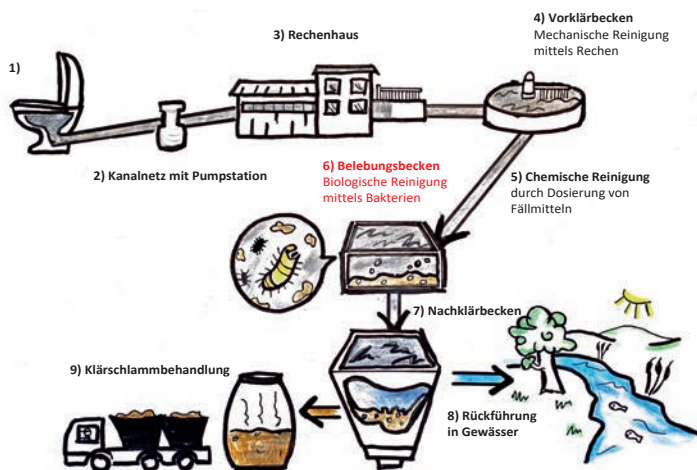 1)
2) Kanalnetz mit Pumpstation
3) Rechenhaus
4) Vorklärbecken
Mechanische Reinigung
mittels Rechen
5) Chemische Reinigung
durch Dosierung von
Fällmitteln
6) Belebungsbecken
Biologische Reinigung
mittels Bakterien
7) Nachklärbecken
8) Rückführung
in Gewässer
9) Klärschlammbehandlung